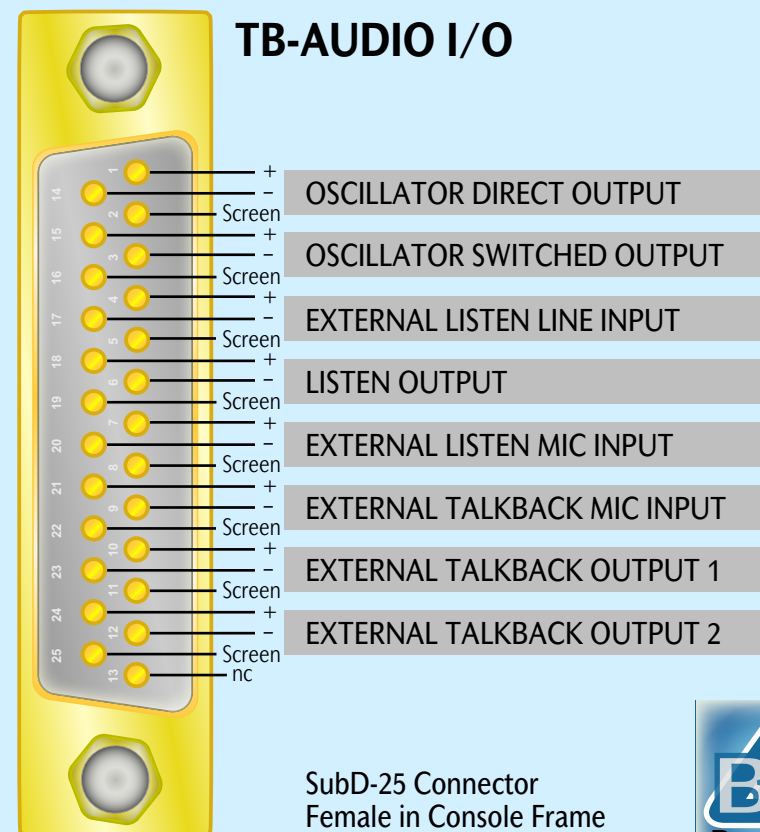 TB-AUDIO I/O
1 +
14 − OSCILLATOR DIRECT OUTPUT
2 Screen
15 +
3 − OSCILLATOR SWITCHED OUTPUT
16 Screen
4 +
17 − EXTERNAL LISTEN LINE INPUT
5 Screen
18 +
6 − LISTEN OUTPUT
19 Screen
7 +
20 − EXTERNAL LISTEN MIC INPUT
8 Screen
21 +
9 − EXTERNAL TALKBACK MIC INPUT
22 Screen
10 +
23 − EXTERNAL TALKBACK OUTPUT 1
11 Screen
24 +
12 − EXTERNAL TALKBACK OUTPUT 2
25 Screen
13 nc
SubD-25 Connector
Female in Console Frame
B